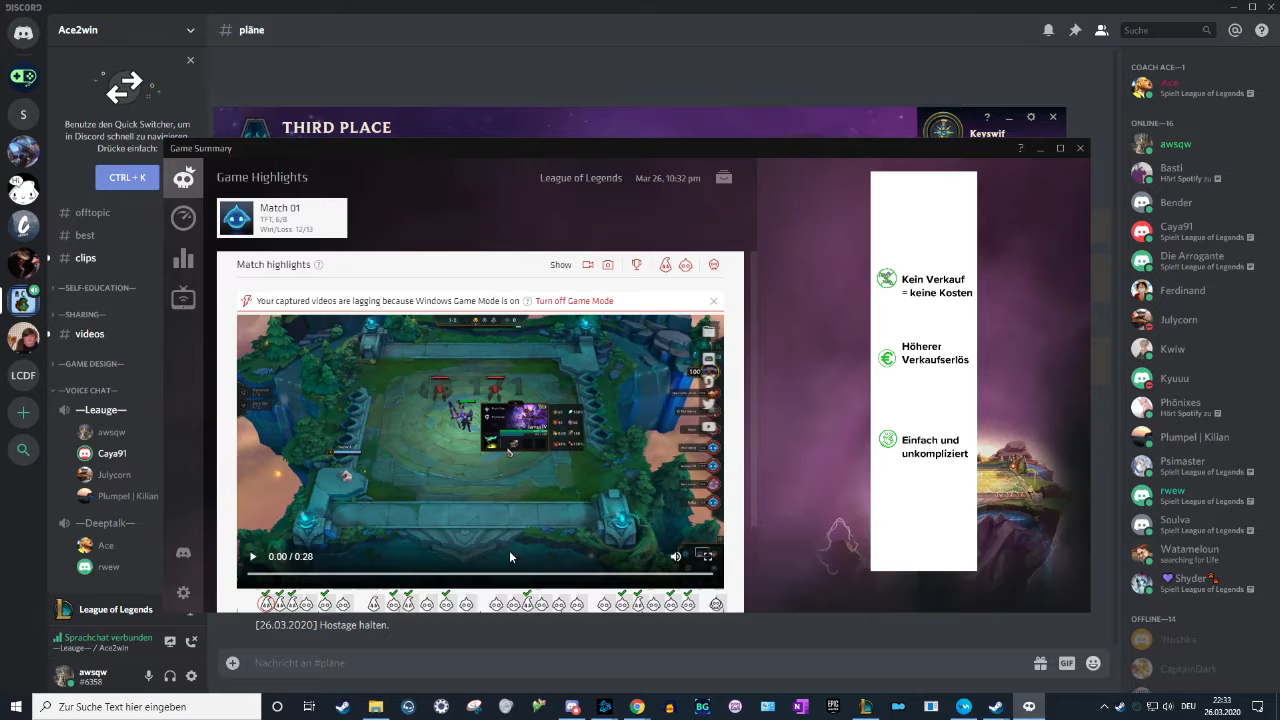 DISCORD
Ace2win
# pläne
Suche
Benutze den Quick Switcher, um
in Discord schnell zu navigieren
Drücke einfach:
CTRL + K
# offtopic
# best
# clips
—SELF-EDUCATION—
—SHARING—
# videos
—GAME DESIGN—
—VOICE CHAT—
—Leauge—
awsqw
Caya91
Julycorn
Plumpel | Kilian
—Deeptalk—
Ace
rwew
League of Legends
Sprachchat verbunden
—Leauge— / Ace2win
awsqw
#6358
S
LCDF
THIRD PLACE
Keyswif
Game Summary
Game Highlights
League of Legends
Mar 26, 10:32 pm
Match 01
TFT, 6/8
Win/Loss: 12/13
Match highlights
Show
Your captured videos are lagging because Windows Game Mode is on
Turn off Game Mode
100
0:00 / 0:28
Kein Verkauf
= keine Kosten
Höherer
Verkaufserlös
Einfach und
unkompliziert
[26.03.2020] Hostage halten.
Nachricht an #pläne
GIF
COACH ACE—1
Ace
Spielt League of Legends
ONLINE—16
awsqw
Basti
Hört Spotify zu
Bender
Caya91
Spielt League of Legends
Die Arrogante
Spielt League of Legends
Ferdinand
Julycorn
Kwiw
Kyuuu
Phönixes
Hört Spotify zu
Plumpel | Kilian
Psimaster
Spielt League of Legends
rwew
Spielt League of Legends
Soulva
Spielt League of Legends
Watameloun
searching for Life
Shyder
Spielt League of Legends
OFFLINE—14
CaptainDark
Zur Suche Text hier eingeben
BG
EPIC
DEU
22:33
26.03.2020